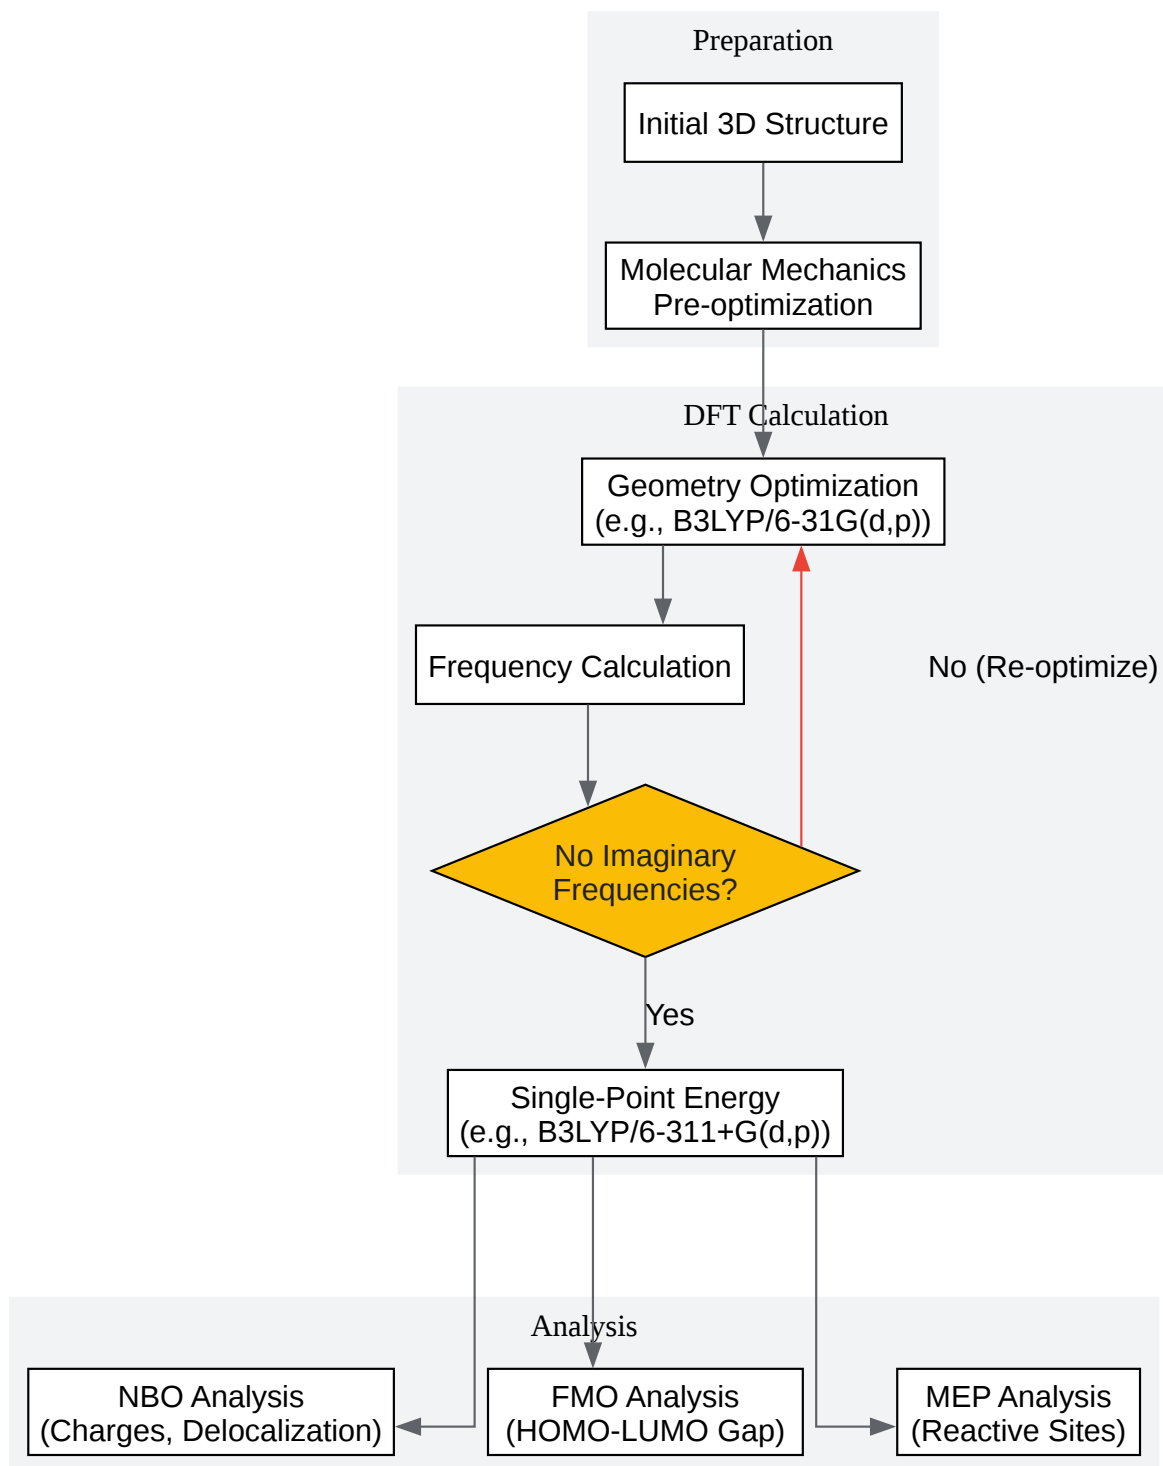 Preparation
Initial 3D Structure
Molecular Mechanics
Pre-optimization
DFT Calculation
Geometry Optimization
(e.g., B3LYP/6-31G(d,p))
Frequency Calculation
No (Re-optimize)
No Imaginary
Frequencies?
Yes
Single-Point Energy
(e.g., B3LYP/6-311+G(d,p))
Analysis
NBO Analysis
(Charges, Delocalization)
FMO Analysis
(HOMO-LUMO Gap)
MEP Analysis
(Reactive Sites)